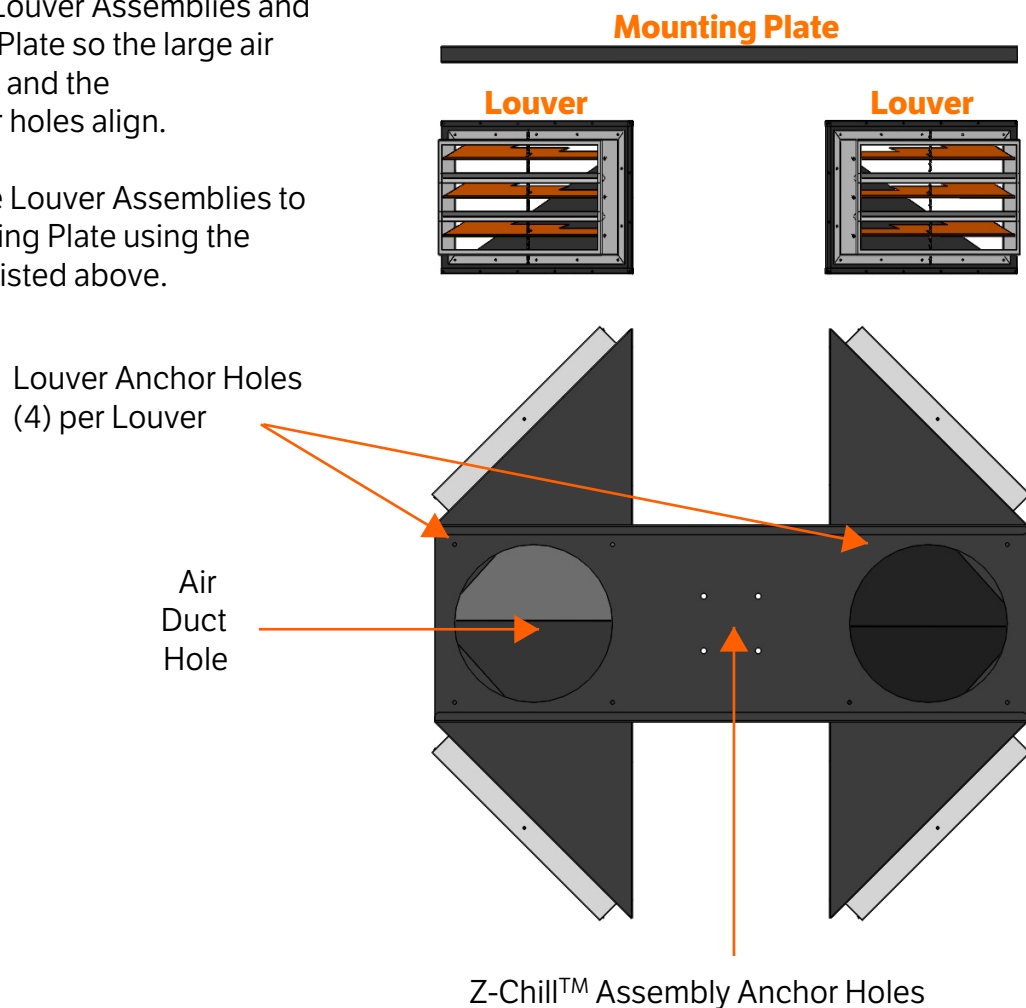 Louver Assemblies and
Plate so the large air
and the
holes align.
Louver Assemblies to
ing Plate using the
isted above.
Mounting Plate
Louver
Louver
Louver Anchor Holes
(4) per Louver
Air
Duct
Hole
Z-Chill™ Assembly Anchor Holes